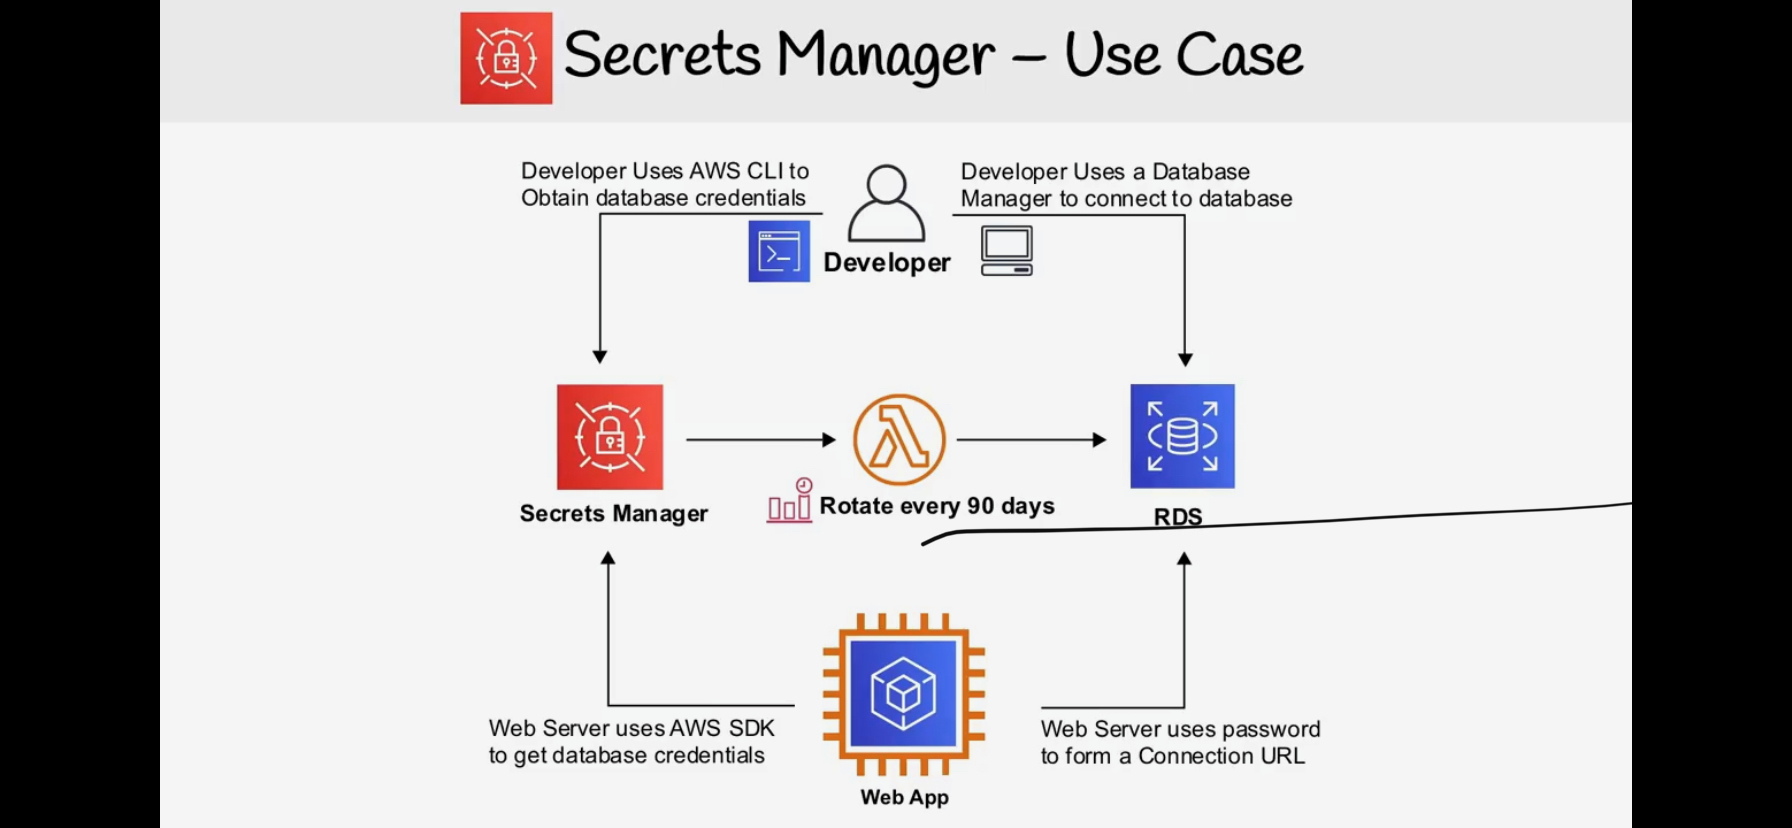 Secrets Manager – Use Case
Developer Uses AWS CLI to
Obtain database credentials
Developer Uses a Database
Manager to connect to database
Developer
Secrets Manager
Rotate every 90 days
RDS
Web Server uses AWS SDK
to get database credentials
Web Server uses password
to form a Connection URL
Web App